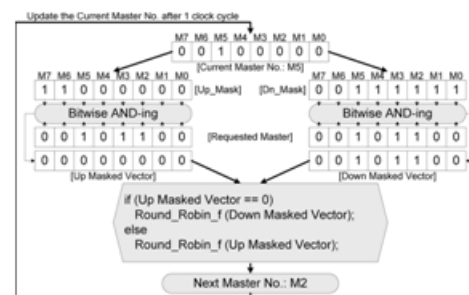 Update the Current Master No. after 1 clock cycle
M7 M6 M5 M4 M3 M2 M1 M0
0 0 1 0 0 0 0 0
[Current Master No.: M5]
M7 M6 M5 M4 M3 M2 M1 M0
1 1 0 0 0 0 0 0
[Up_Mask]
[Dn_Mask]
M7 M6 M5 M4 M3 M2 M1 M0
0 0 1 1 1 1 1 1
Bitwise AND-ing
Bitwise AND-ing
0 0 1 0 1 1 0 0
[Requested Master]
0 0 1 0 1 1 0 0
0 0 0 0 0 0 0 0
0 0 1 0 1 1 0 0
[Up Masked Vector]
[Down Masked Vector]
if (Up Masked Vector == 0)
Round_Robin_f (Down Masked Vector);
else
Round_Robin_f (Up Masked Vector);
Next Master No.: M2